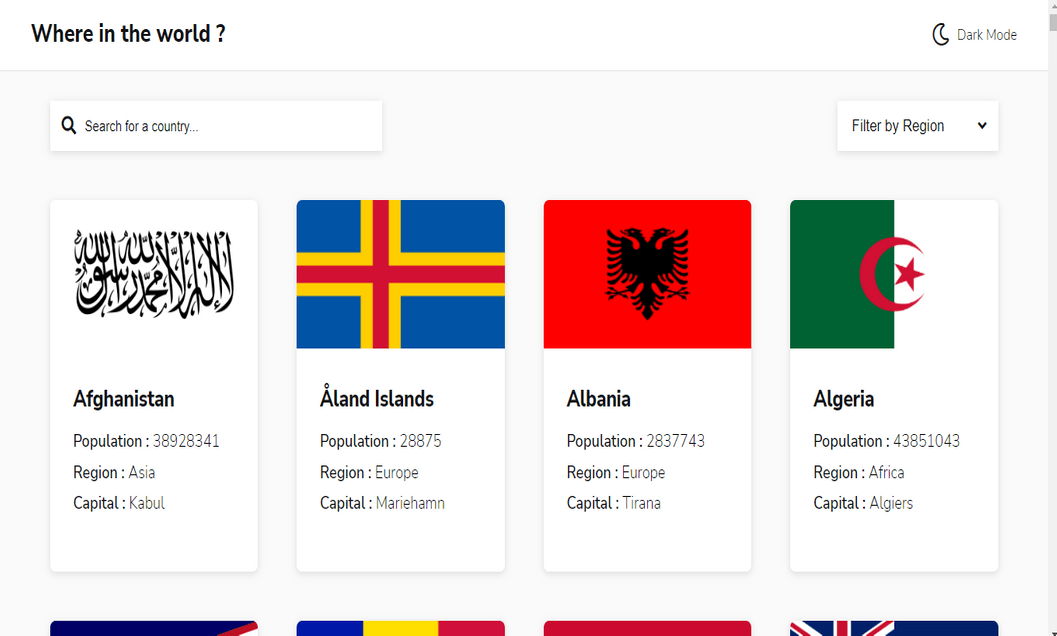 Where in the world ?
Dark Mode
Search for a country...
Filter by Region
لا إله إلا الله محمد رسول الله
Afghanistan
Population : 38928341
Region : Asia
Capital : Kabul
Åland Islands
Population : 28875
Region : Europe
Capital : Mariehamn
Albania
Population : 2837743
Region : Europe
Capital : Tirana
Algeria
Population : 43851043
Region : Africa
Capital : Algiers